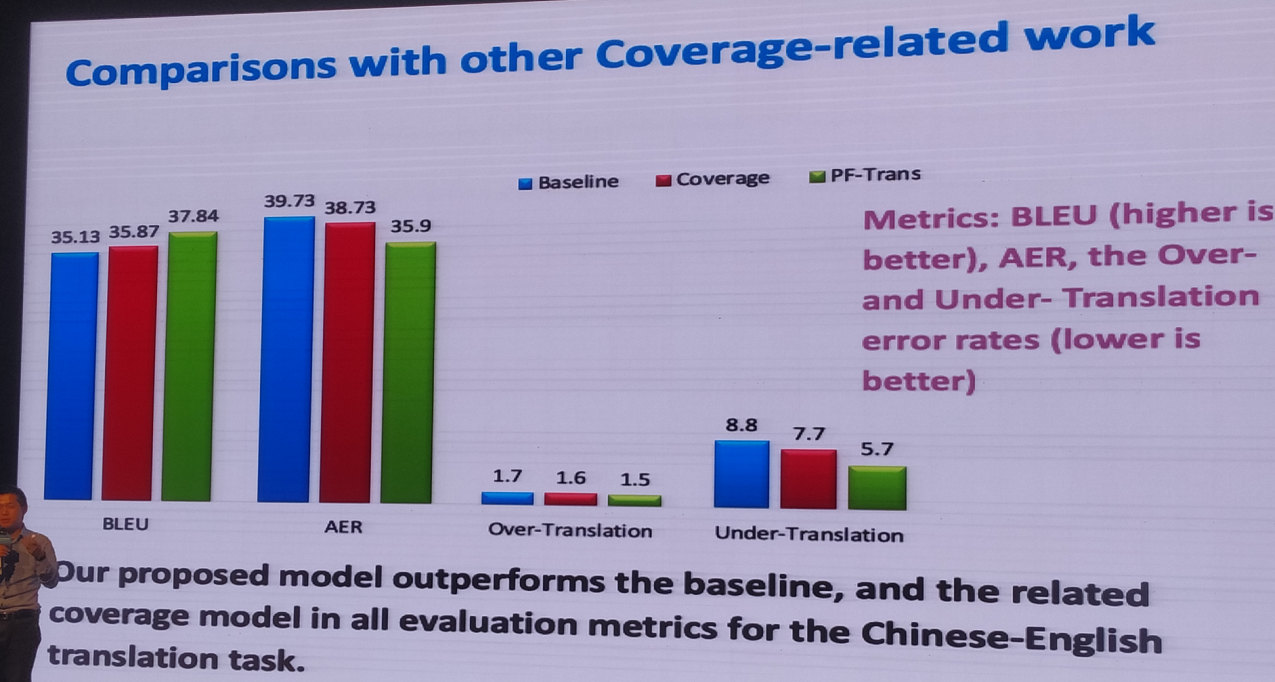 Comparisons with other Coverage-related work
Baseline Coverage PF-Trans
35.13 35.87 37.84 39.73 38.73 35.9
1.7 1.6 1.5 8.8 7.7 5.7
BLEU AER Over-Translation Under-Translation
Metrics: BLEU (higher is
better), AER, the Over-
and Under- Translation
error rates (lower is
better)
Our proposed model outperforms the baseline, and the related
coverage model in all evaluation metrics for the Chinese-English
translation task.